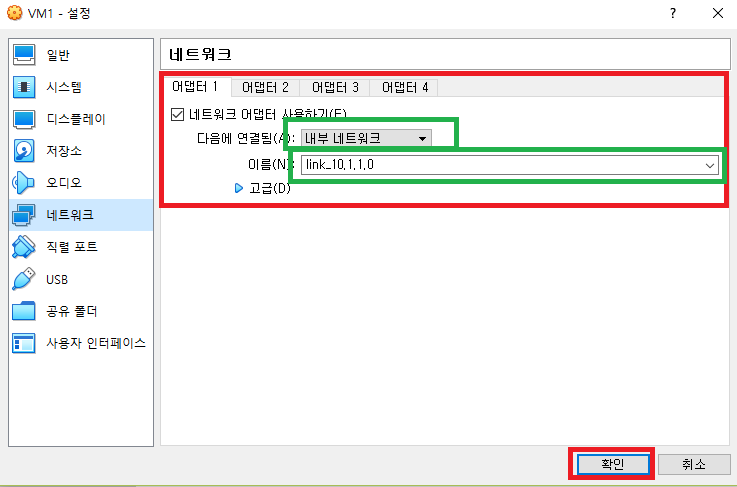 VM1 - 설정
?
일반
시스템
디스플레이
저장소
오디오
네트워크
직렬 포트
USB
공유 폴더
사용자 인터페이스
네트워크
어댑터 1 어댑터 2 어댑터 3 어댑터 4
네트워크 어댑터 사용하기(E)
다음에 연결됨(A): 내부 네트워크
이름(N): link_10,1,1,0
고급(D)
확인 취소